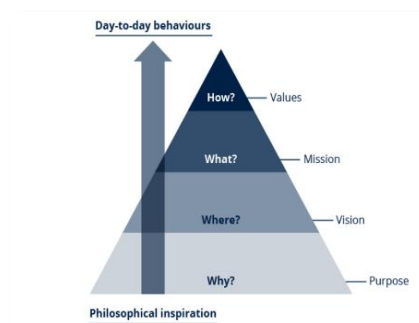 Day-to-day behaviours
How? Values
What? Mission
Where? Vision
Why? Purpose
Philosophical inspiration